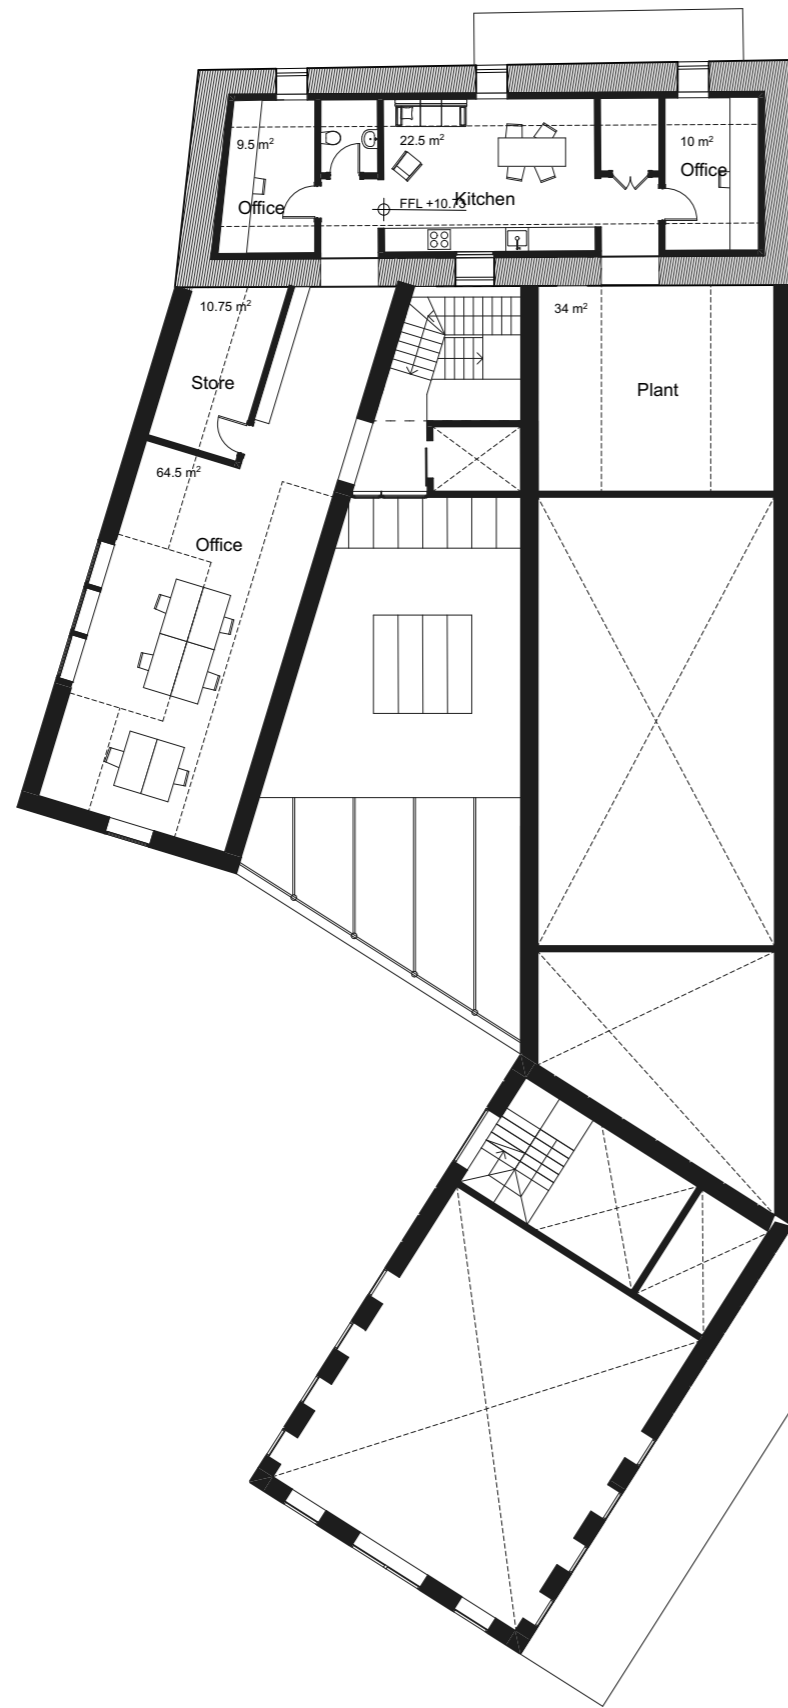 9.5 m²
Office
22.5 m²
Kitchen
FFL +10.73
10 m²
Office
10.75 m²
Store
34 m²
Plant
64.5 m²
Office